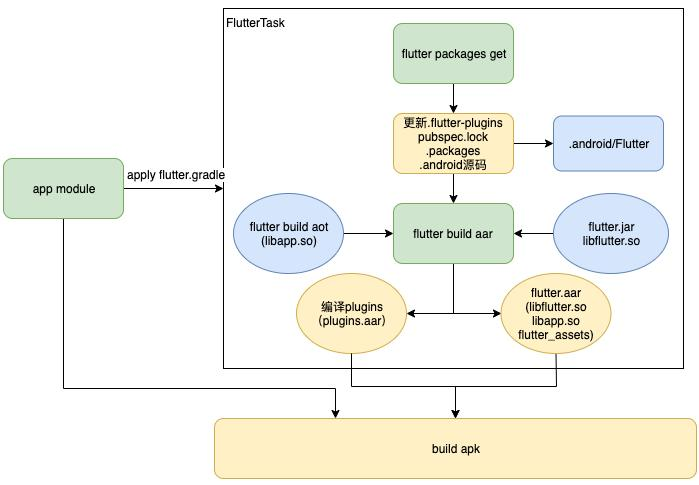 FlutterTask
flutter packages get
更新.flutter-plugins
pubspec.lock
.packages
.android源码
.android/Flutter
app module
apply flutter.gradle
flutter build aot
(libapp.so)
flutter build aar
flutter.jar
libflutter.so
编译plugins
(plugins.aar)
flutter.aar
(libflutter.so
libapp.so
flutter_assets)
build apk